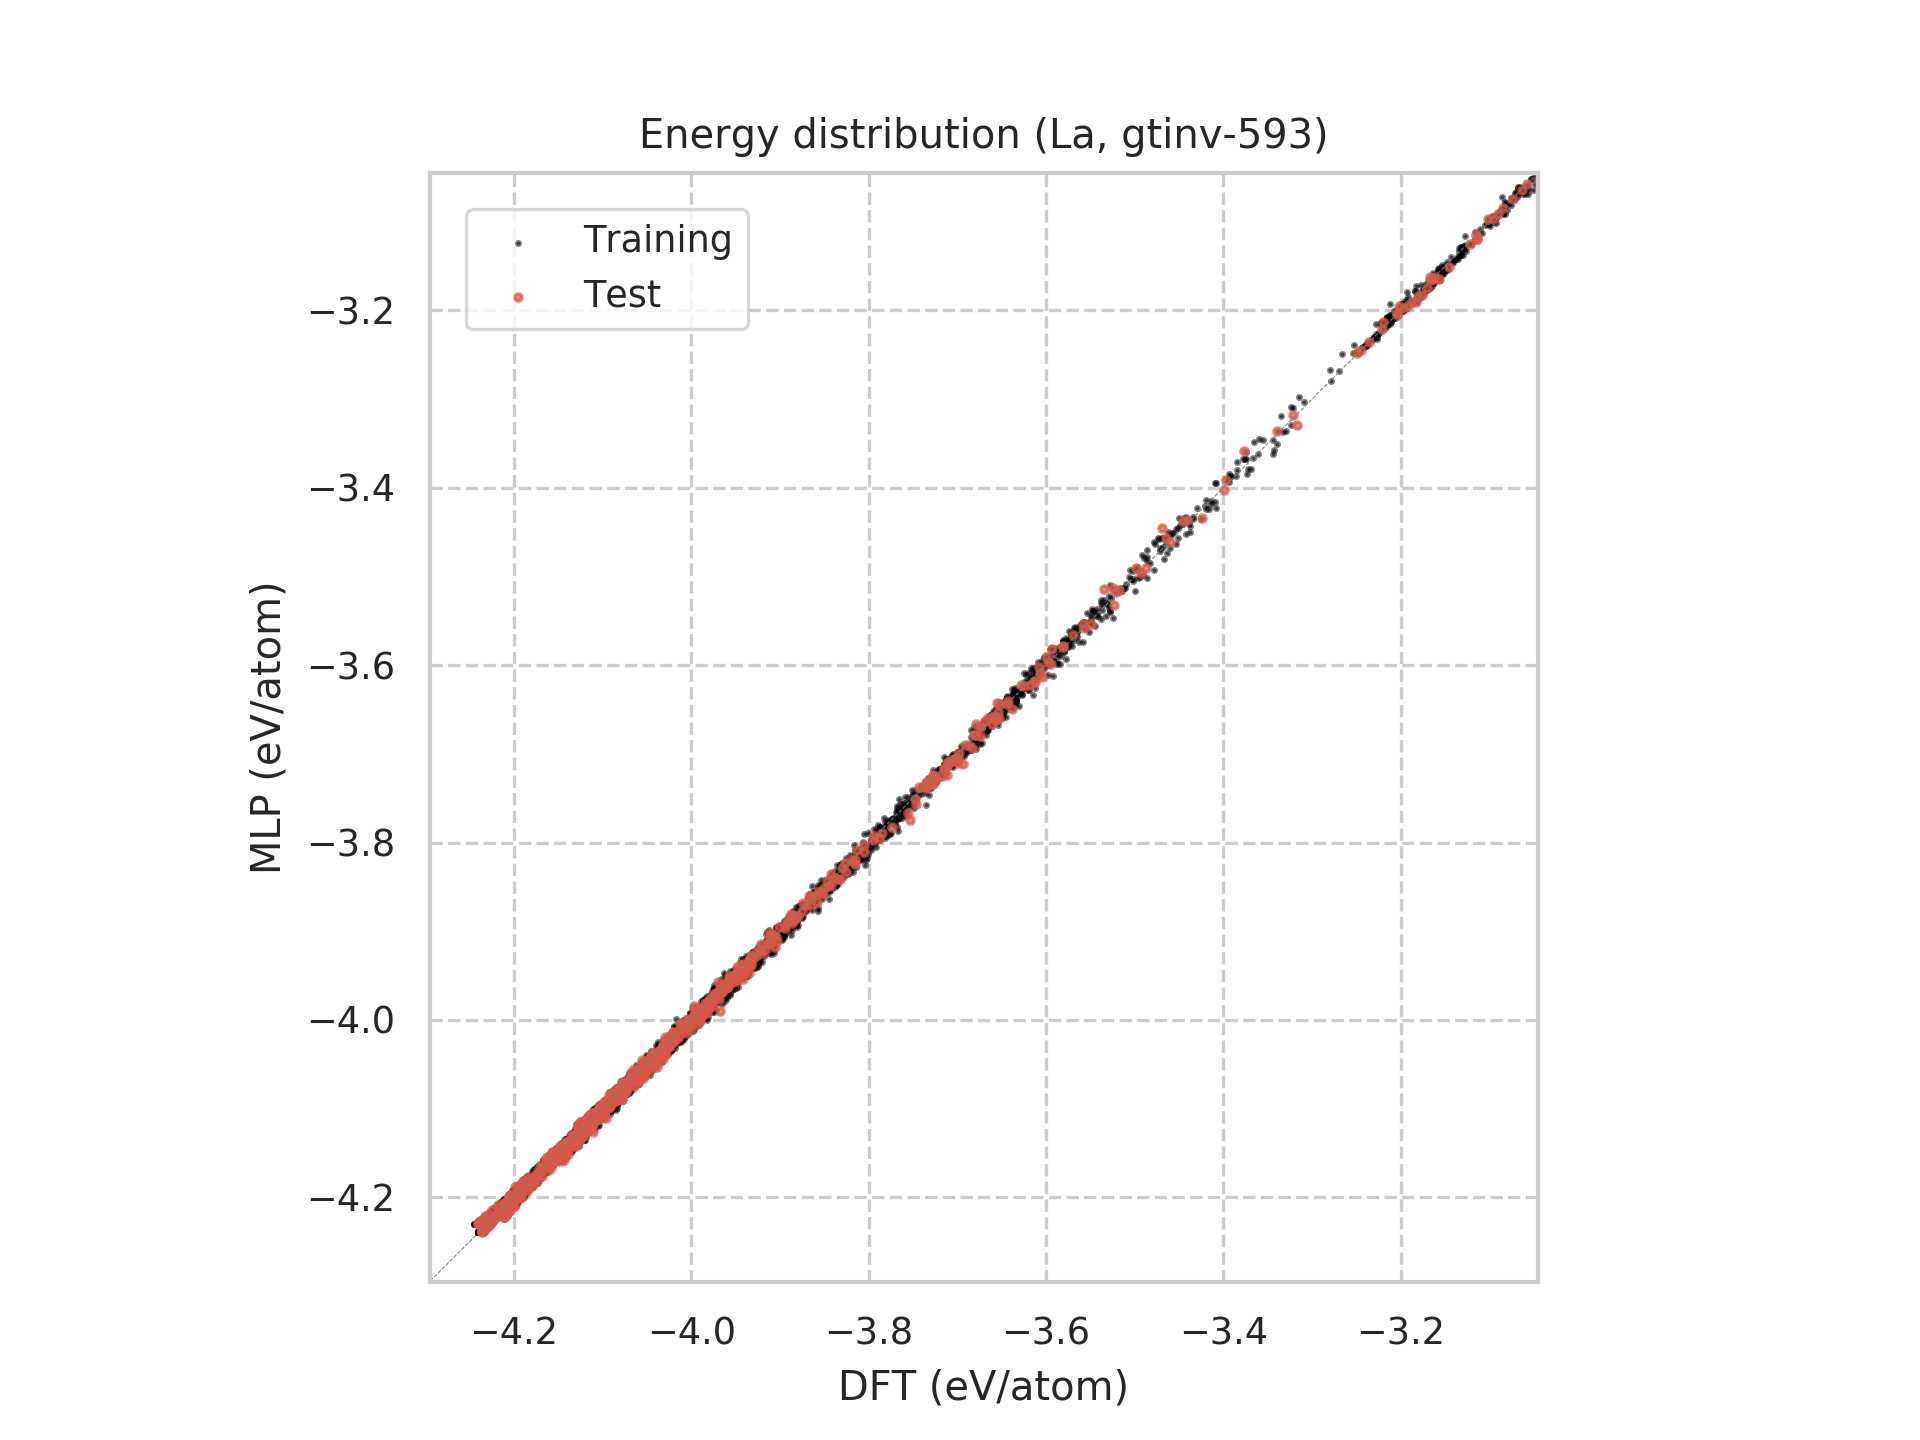 Energy distribution (La, gtinv-593)
Training
Test
−3.2
−3.4
−3.6
−3.8
−4.0
−4.2
MLP (eV/atom)
−4.2 −4.0 −3.8 −3.6 −3.4 −3.2
DFT (eV/atom)